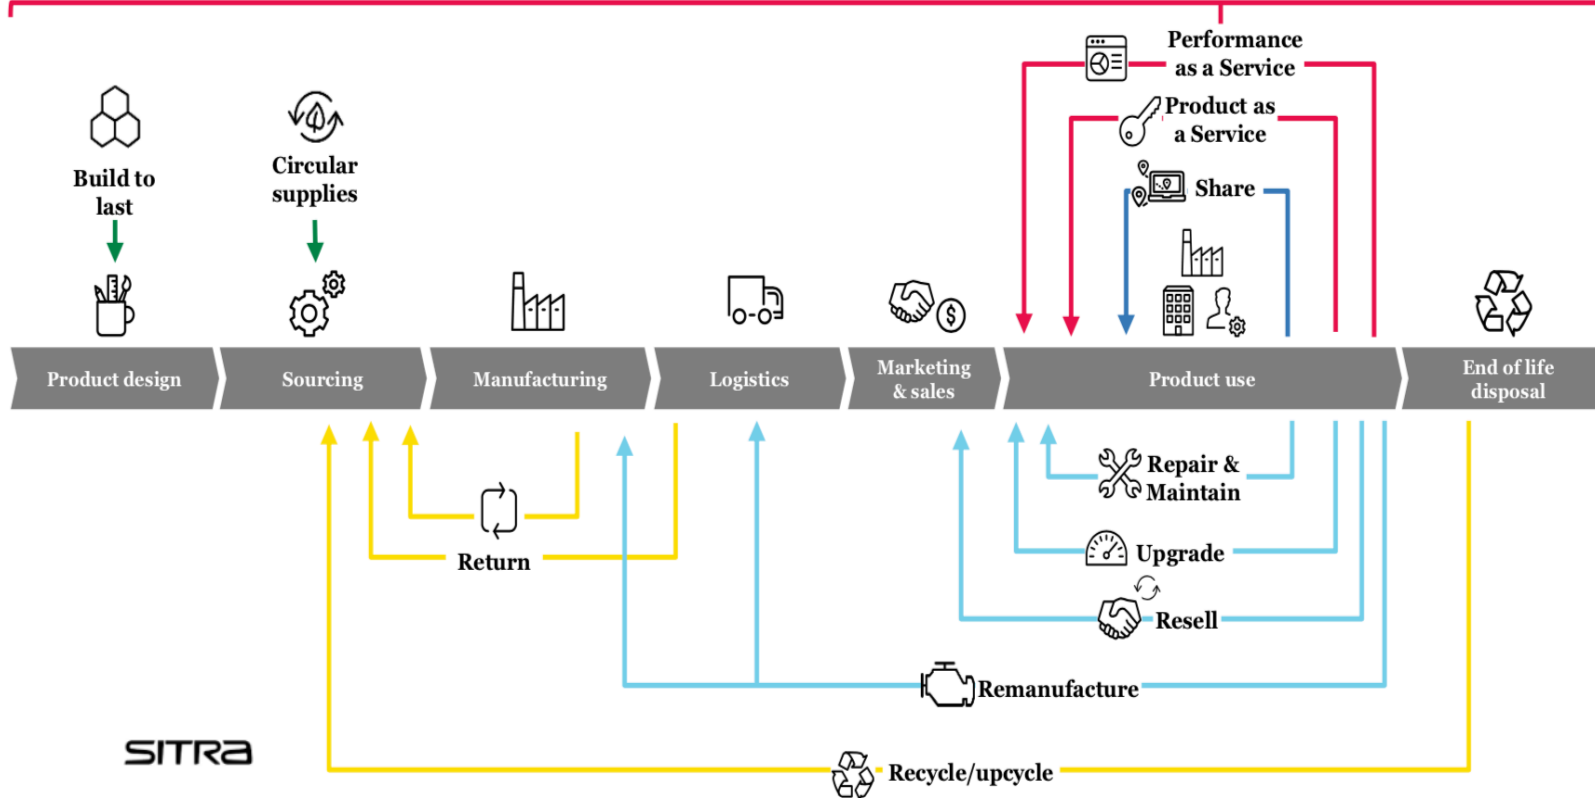 Performance
as a Service
Product as
a Service
Share
Build to
last
Circular
supplies
$
Product design
Sourcing
Manufacturing
Logistics
Marketing
& sales
Product use
End of life
disposal
Repair &
Maintain
Return
Upgrade
Resell
Remanufacture
Recycle/upcycle
SITRA